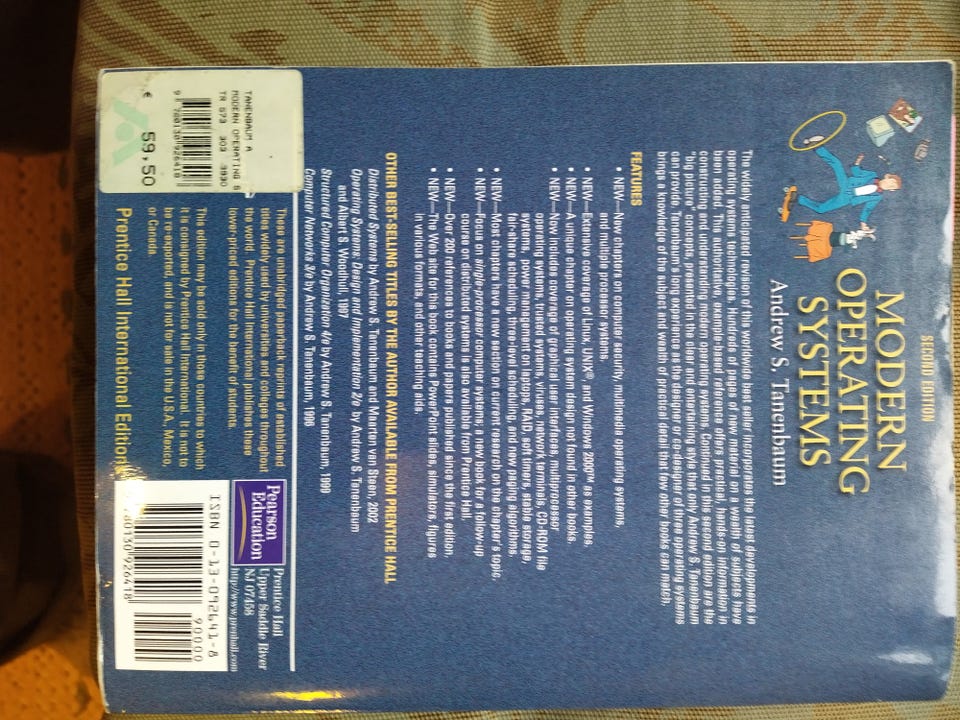 SECOND EDITION
MODERN
OPERATING
SYSTEMS
Andrew S. Tanenbaum
The widely anticipated revision of this worldwide best seller incorporates the latest developments in
operating systems technologies. Hundreds of pages of new material on a wealth of subjects have
been added. This authoritative, example-based reference offers practical, hands-on information in
constructing and understanding modern operating systems. Continued in this second edition are the
"big picture" concepts, presented in the clear and entertaining style that only Andrew S. Tanenbaum
can provide. Tanenbaum's long experience as the designer or co-designer of three operating systems
brings a knowledge of the subject and wealth of practical detail that few other books can match.
FEATURES
• NEW—New chapters on computer security, multimedia operating systems,
and multiple processor systems.
• NEW—Extensive coverage of Linux, UNIX®, and Windows 2000™ as examples.
• NEW—A unique chapter on operating system design not found in other books.
• NEW—Now includes coverage of graphical user interfaces, multiprocessor
operating systems, trusted systems, viruses, network terminals, CD-ROM file
systems, power management on laptops, RAID, soft timers, stable storage,
fair-share scheduling, three-level scheduling, and new paging algorithms.
• NEW—Most chapters have a new section on current research on the chapter's topic.
• NEW—Focus on single-processor computer systems; a new book for a follow-up
course on distributed systems is also available from Prentice Hall.
• NEW—Over 200 references to books and papers published since the first edition.
• NEW—The Web site for this book contains PowerPoint slides, simulators, figures
in various formats, and other teaching aids.
OTHER BEST-SELLING TITLES BY THE AUTHOR AVAILABLE FROM PRENTICE HALL
Distributed Systems by Andrew S. Tanenbaum and Maarten van Steen, 2002
Operating Systems: Design and Implementation 2/e by Andrew S. Tanenbaum
and Albert S. Woodhull, 1997
Structured Computer Organization 4/e by Andrew S. Tanenbaum, 1999
Computer Networks 3/e by Andrew S. Tanenbaum, 1996
TANENBAUM A
MODERN OPERATING S
TR 573 303 3930
9 780130 926418
€ 59,50
These are unabridged paperback reprints of established
titles widely used by universities and colleges throughout
the world. Prentice Hall International publishes these
lower-priced editions for the benefit of students.
This edition may be sold only in those countries to which
it is consigned by Prentice Hall International. It is not to
be re-exported, and is not for sale in the U.S.A., Mexico,
or Canada.
Prentice Hall International Editions
Pearson
Education
Prentice Hall
Upper Saddle River
NJ 07458
http://www.prenhall.com
ISBN 0-13-092641-8
90000
9 780130 926418